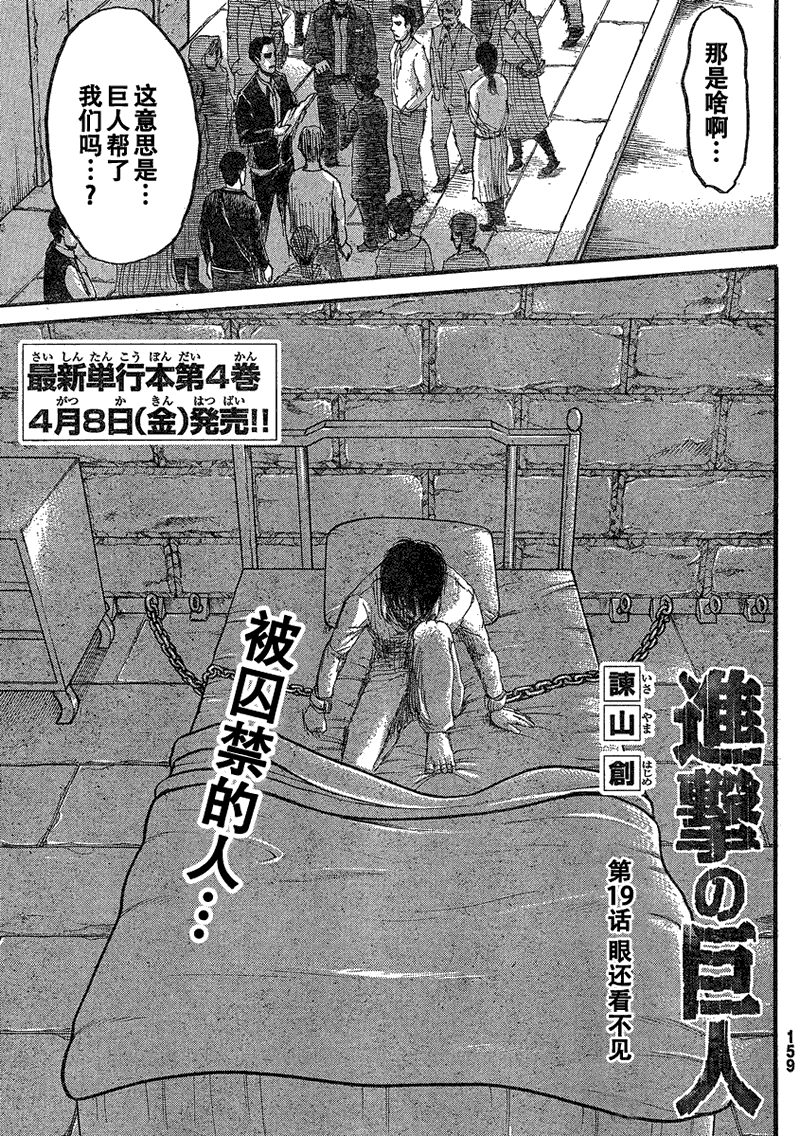 那是啥啊…
这意思是…
巨人帮了
我们吗…?
さいしんたんこうぼんだい かん
最新単行本第4巻
がつ か きん はつばい
4月8日(金)発売!!
被囚禁的人…
進撃の巨人
諫山創
いさ やま はじめ
第19话 眼还看不见
159